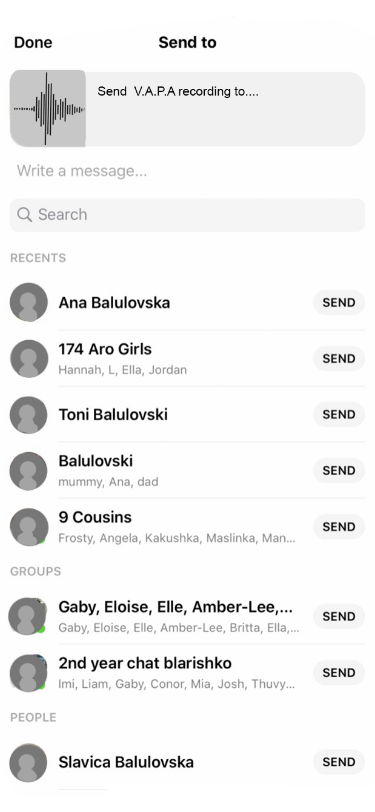 Done
Send to
Send V.A.P.A recording to....
Write a message...
Search
RECENTS
Ana Balulovska
SEND
174 Aro Girls
Hannah, L, Ella, Jordan
SEND
Toni Balulovski
SEND
Balulovski
mummy, Ana, dad
SEND
9 Cousins
Frosty, Angela, Kakushka, Maslinka, Man...
SEND
GROUPS
Gaby, Eloise, Elle, Amber-Lee,...
Gaby, Eloise, Elle, Amber-Lee, Britta, Ella,...
SEND
2nd year chat blarishko
Imi, Liam, Gaby, Conor, Mia, Josh, Thuvy...
SEND
PEOPLE
Slavica Balulovska
SEND